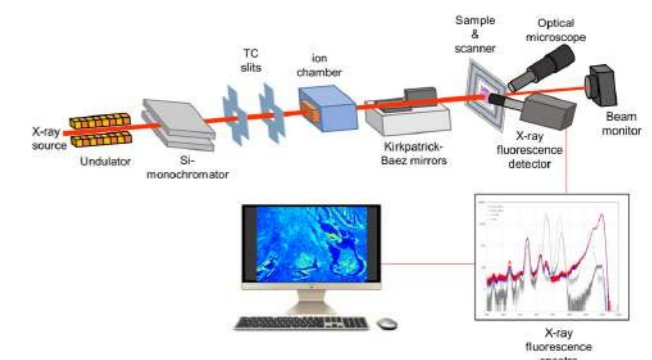 Sample
&
scanner
Optical
microscope
TC
slits
ion
chamber
X-ray
source
Undulator
Si-
monochromator
Kirkpatrick-
Baez mirrors
X-ray
fluorescence
detector
Beam
monitor
X-ray
fluorescence
spectra